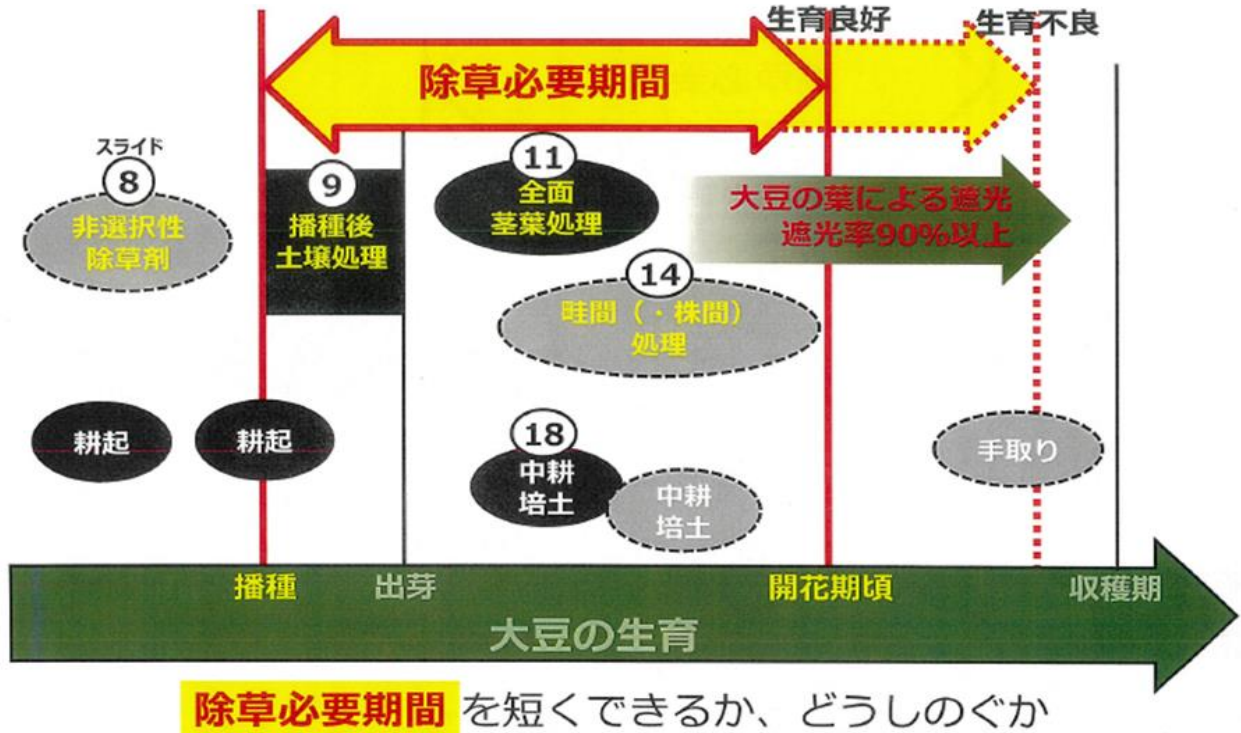 生育良好
生育不良
除草必要期間
スライド
8
非選択性
除草剤
9
播種後
土壌処理
11
全面
茎葉処理
大豆の葉による遮光
遮光率90%以上
14
畦間（・株間）
処理
耕起
耕起
18
中耕
培土
中耕
培土
手取り
播種
出芽
開花期頃
収穫期
大豆の生育
除草必要期間 を短くできるか、どうしのぐか